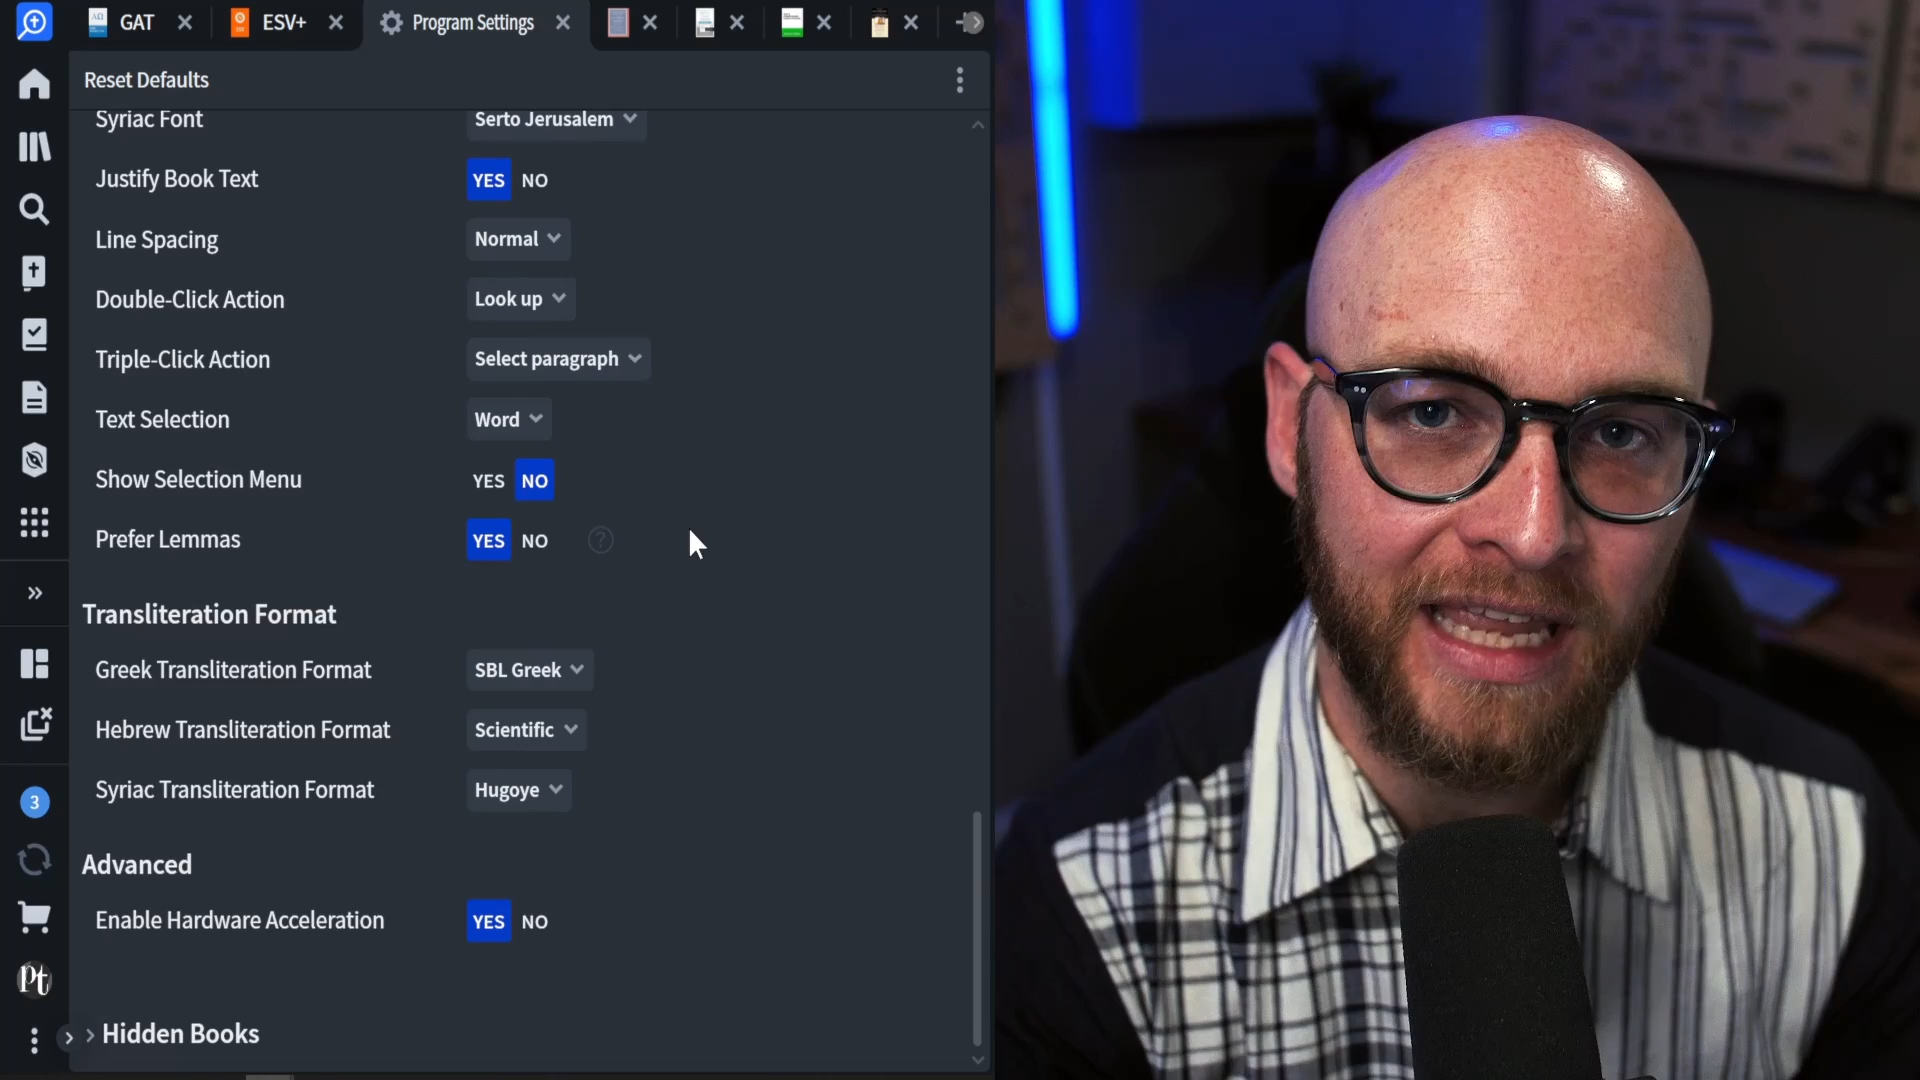 GAT
ESV+
Program Settings
Reset Defaults
Syriac Font
Serto Jerusalem
Justify Book Text
YES NO
Line Spacing
Normal
Double-Click Action
Look up
Triple-Click Action
Select paragraph
Text Selection
Word
Show Selection Menu
YES NO
Prefer Lemmas
YES NO ?
Transliteration Format
Greek Transliteration Format
SBL Greek
Hebrew Transliteration Format
Scientific
Syriac Transliteration Format
Hugoye
Advanced
Enable Hardware Acceleration
YES NO
Hidden Books
3
Pt